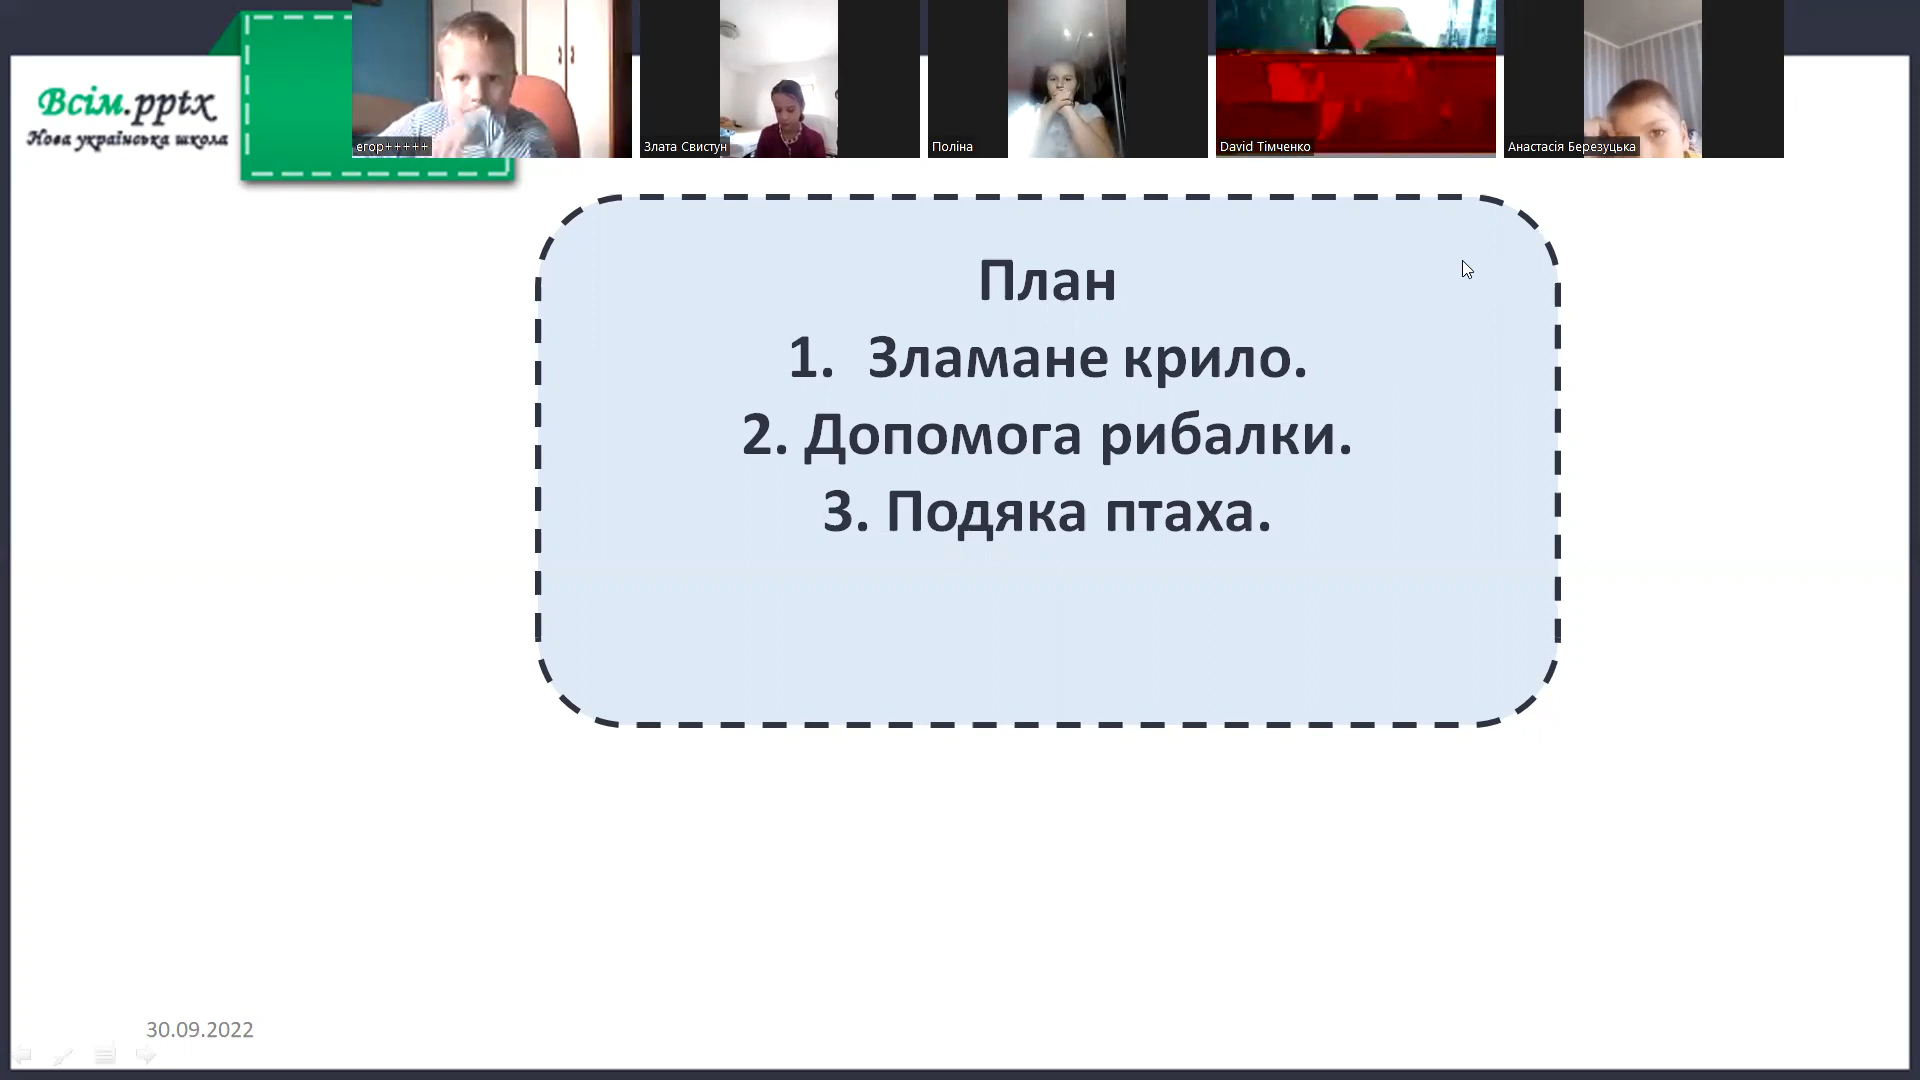 егор+++++
Злата Свистун
Поліна
David Тімченко
Анастасія Березуцька
Всім.pptx
Нова українська школа
План
1. Зламане крило.
2. Допомога рибалки.
3. Подяка птаха.
30.09.2022